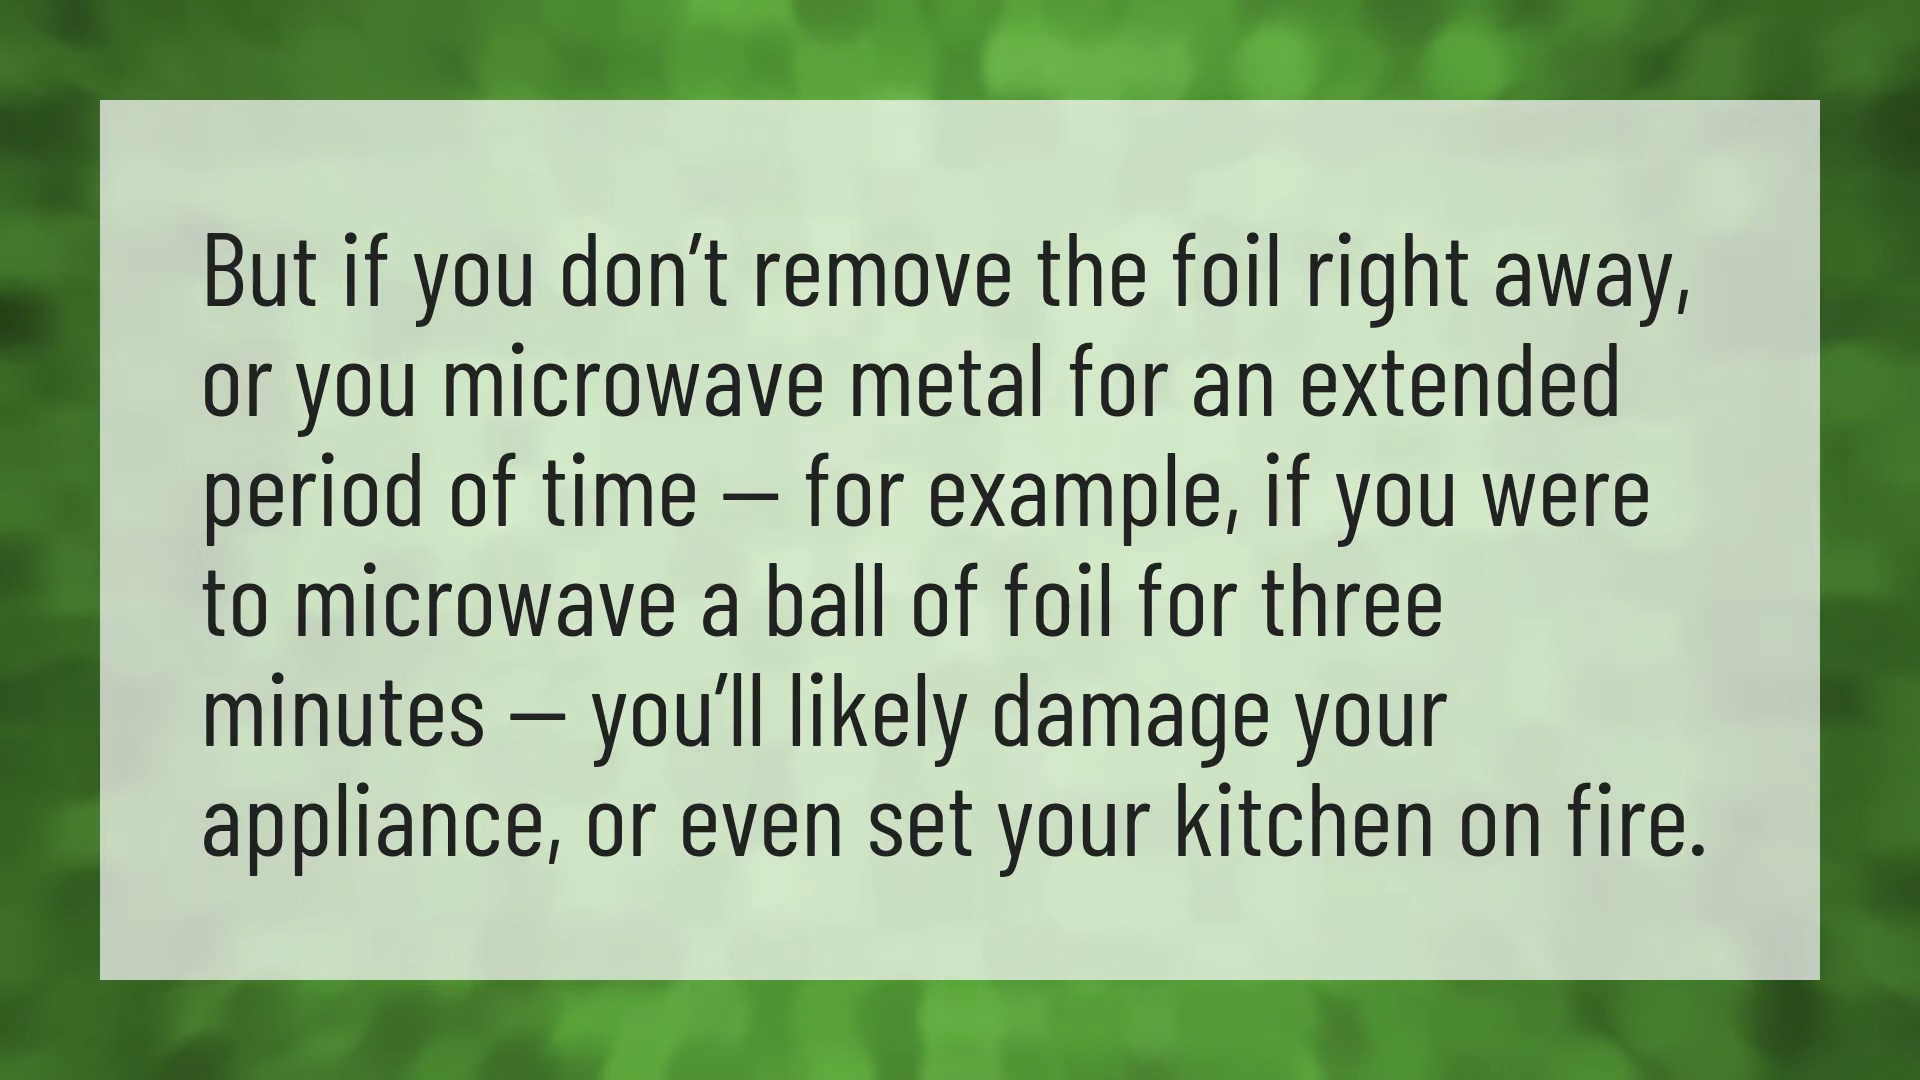 But if you don’t remove the foil right away,
or you microwave metal for an extended
period of time — for example, if you were
to microwave a ball of foil for three
minutes — you’ll likely damage your
appliance, or even set your kitchen on fire.